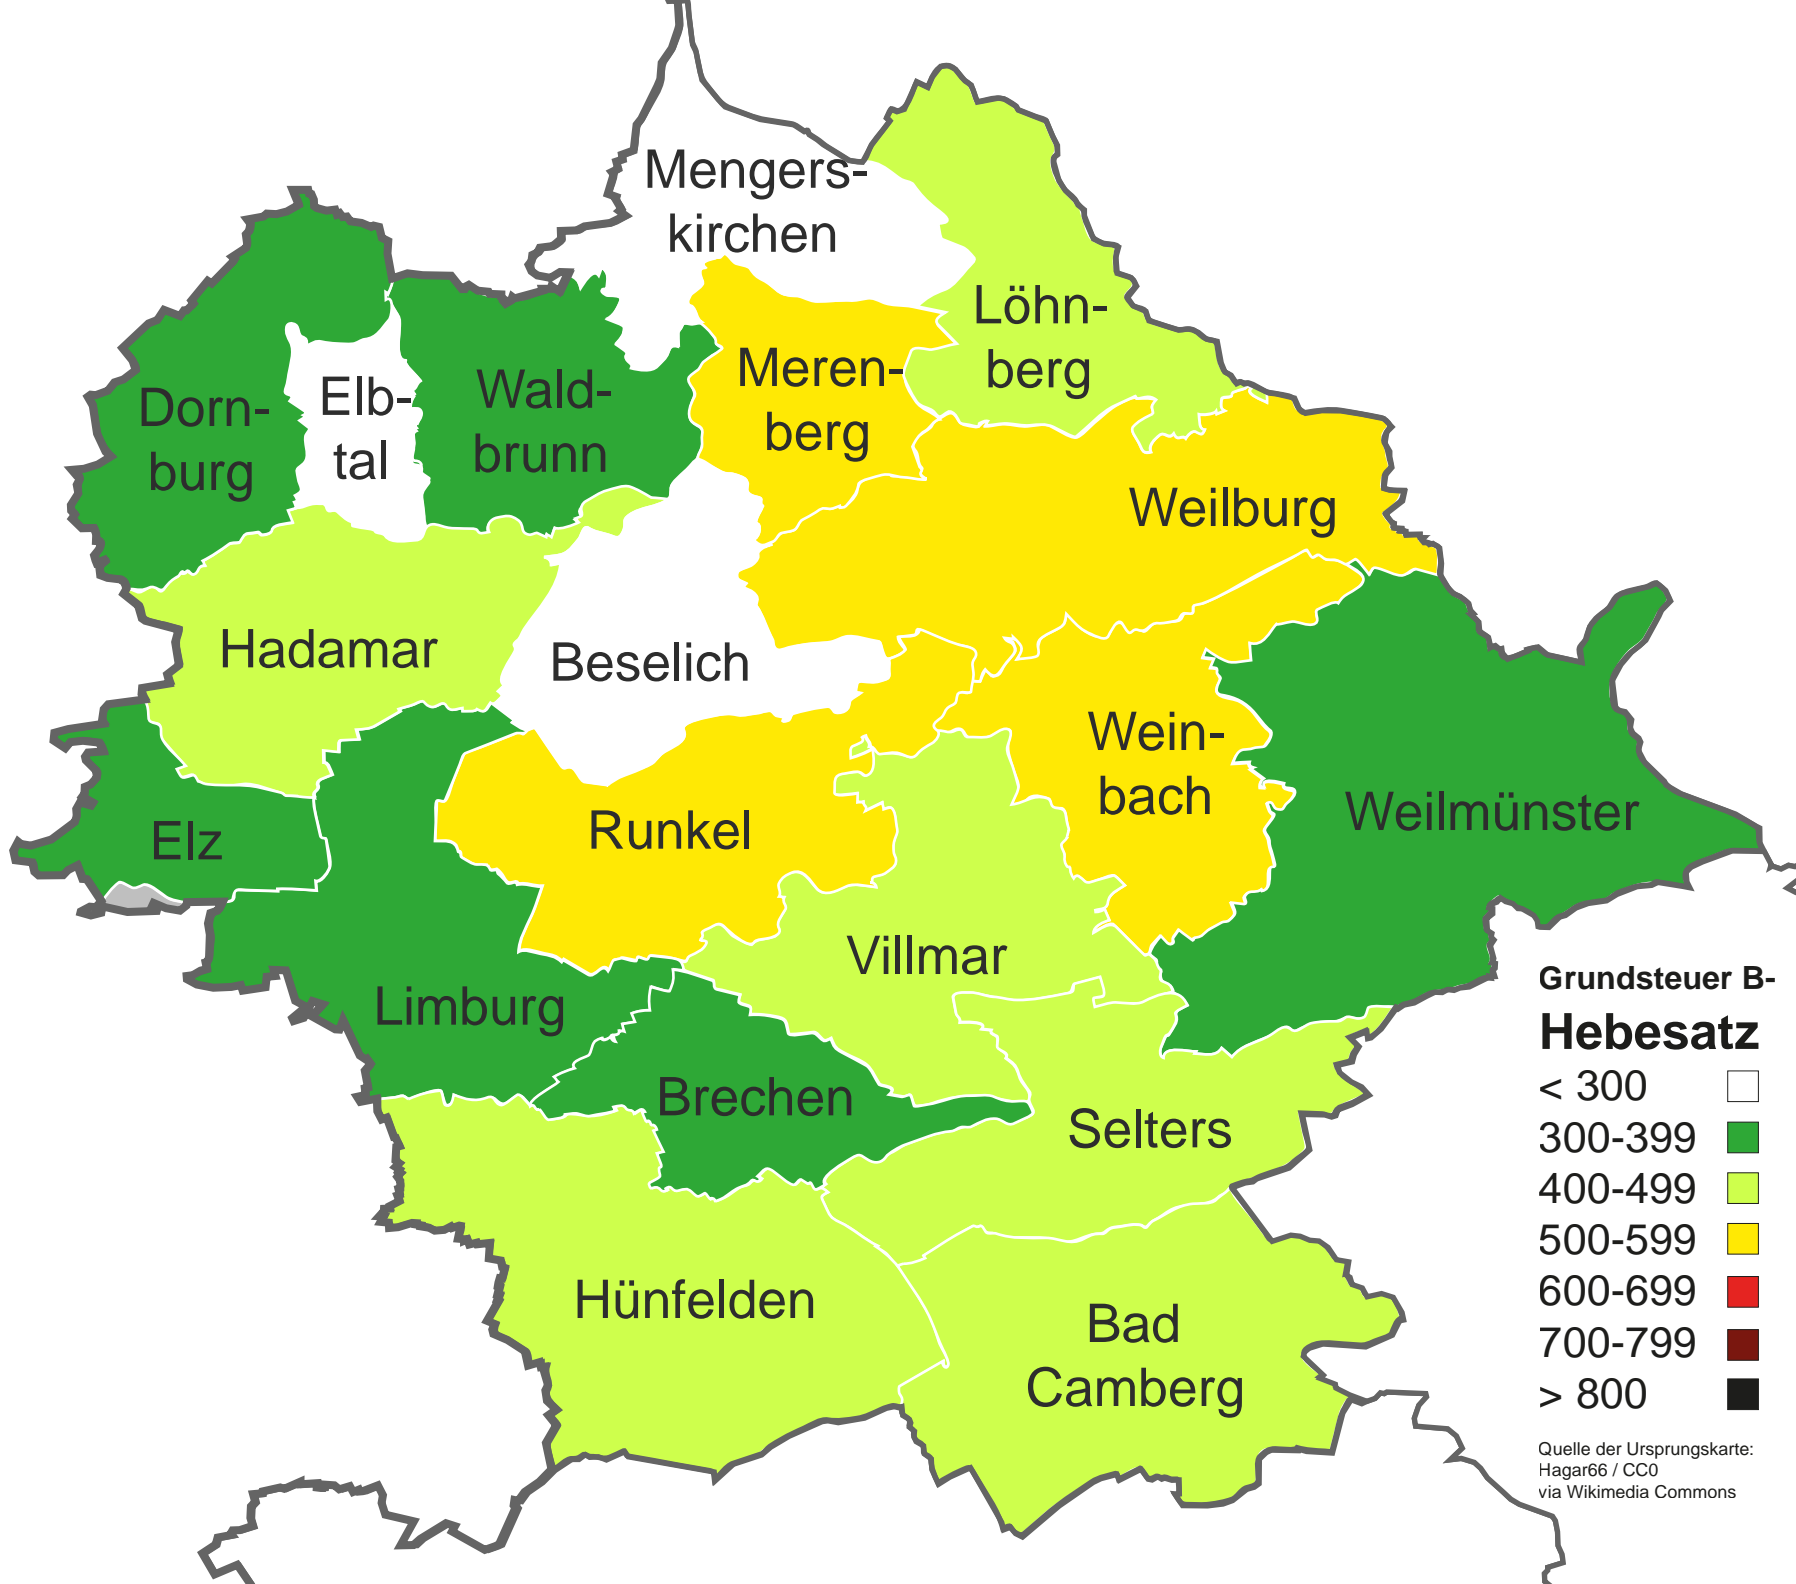 Mengers-
kirchen
Löhn-
berg
Meren-
berg
Wald-
brunn
Elb-
tal
Dorn-
burg
Weilburg
Hadamar
Beselich
Wein-
bach
Weilmünster
Runkel
Elz
Villmar
Limburg
Brechen
Selters
Hünfelden
Bad
Camberg
Grundsteuer B-
Hebesatz
< 300
300-399
400-499
500-599
600-699
700-799
> 800
Quelle der Ursprungskarte:
Hagar66 / CC0
via Wikimedia Commons